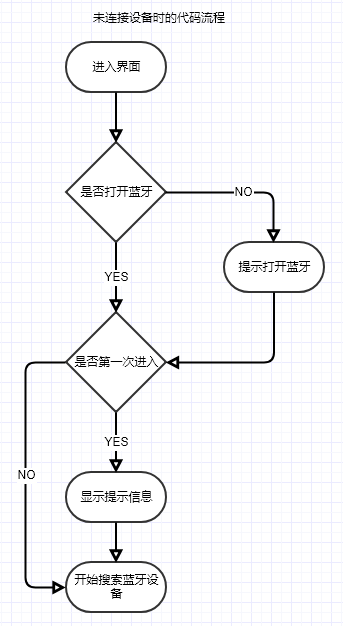 未连接设备时的代码流程
进入界面
是否打开蓝牙
NO
提示打开蓝牙
YES
是否第一次进入
YES
NO
显示提示信息
开始搜索蓝牙设
备